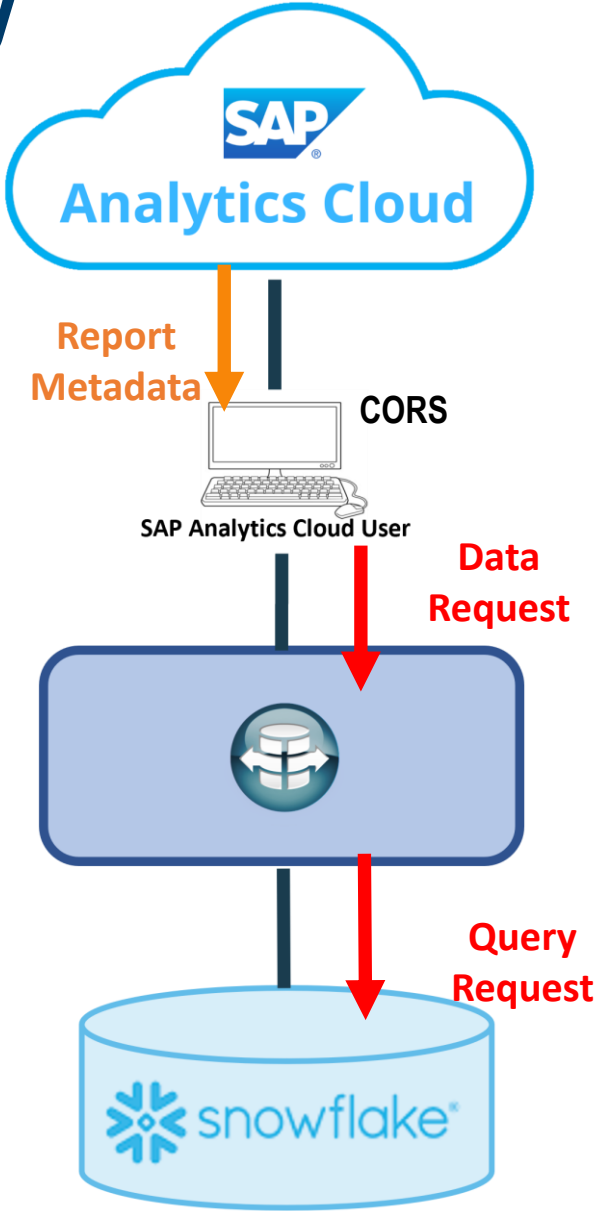 SAP
®
Analytics Cloud
Report
Metadata
CORS
SAP Analytics Cloud User
Data
Request
Query
Request
snowflake®